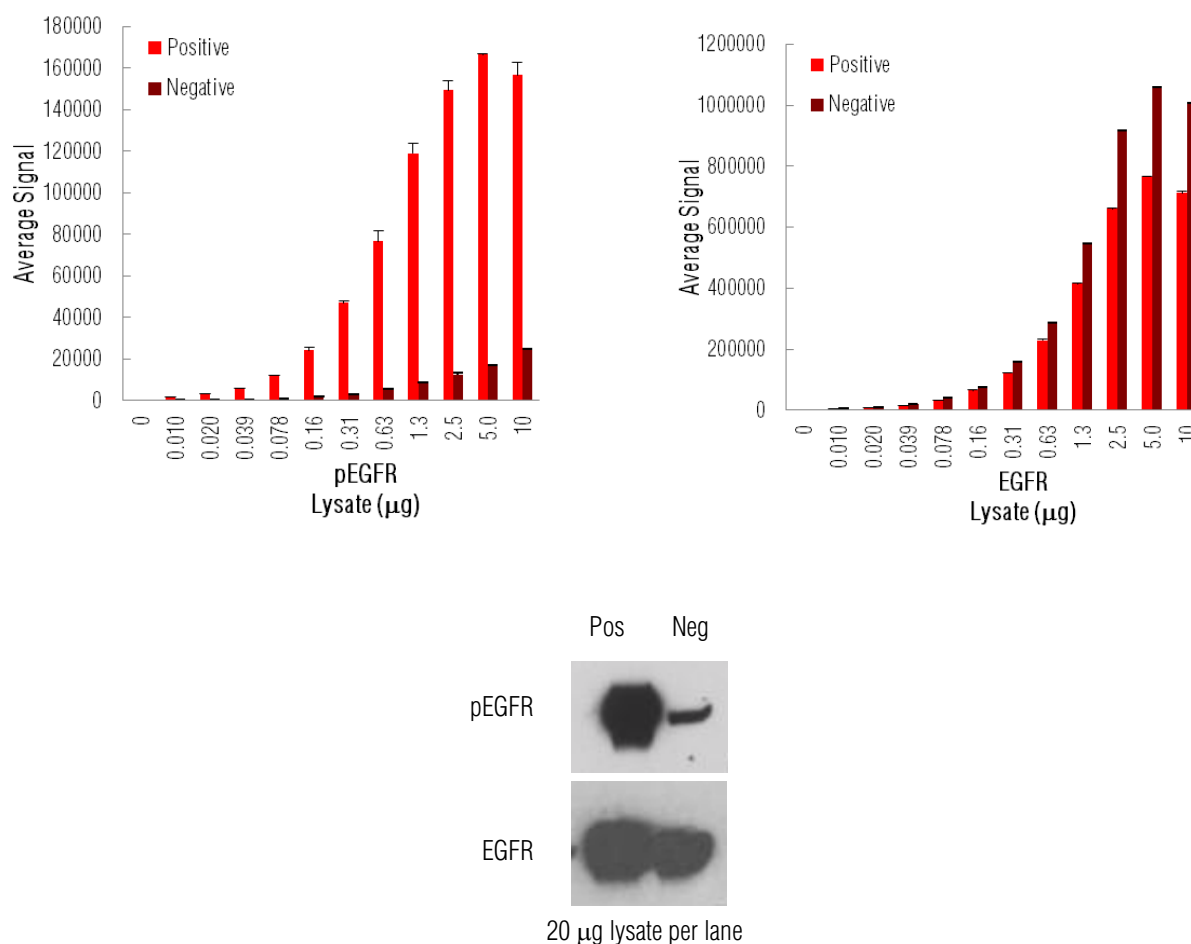 180000
160000
140000
120000
100000
80000
60000
40000
20000
0
Average Signal
Positive
Negative
0 0.010 0.020 0.039 0.078 0.16 0.31 0.63 1.3 2.5 5.0 10
pEGFR
Lysate (μg)
1200000
1000000
800000
600000
400000
200000
0
Average Signal
Positive
Negative
0 0.010 0.020 0.039 0.078 0.16 0.31 0.63 1.3 2.5 5.0 10
EGFR
Lysate (μg)
Pos Neg
pEGFR
EGFR
20 μg lysate per lane